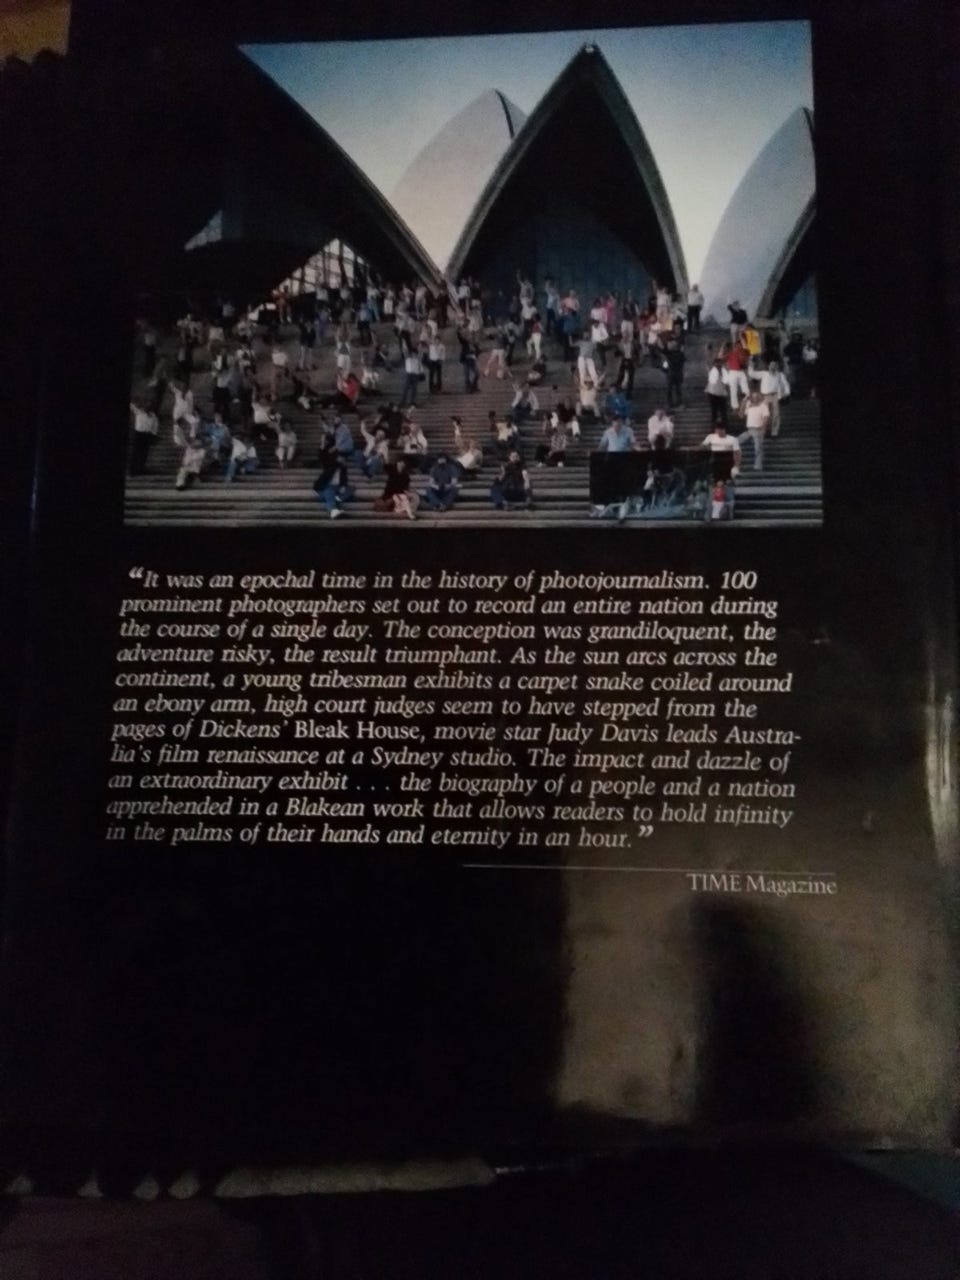 “It was an epochal time in the history of photojournalism. 100
prominent photographers set out to record an entire nation during
the course of a single day. The conception was grandiloquent, the
adventure risky, the result triumphant. As the sun arcs across the
continent, a young tribesman exhibits a carpet snake coiled around
an ebony arm, high court judges seem to have stepped from the
pages of Dickens’ Bleak House, movie star Judy Davis leads Austra-
lia’s film renaissance at a Sydney studio. The impact and dazzle of
an extraordinary exhibit . . . the biography of a people and a nation
apprehended in a Blakean work that allows readers to hold infinity
in the palms of their hands and eternity in an hour.”
TIME Magazine